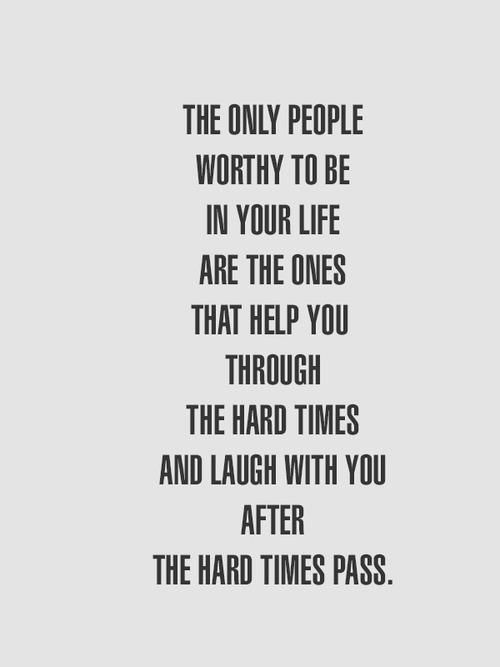 THE ONLY PEOPLE
WORTHY TO BE
IN YOUR LIFE
ARE THE ONES
THAT HELP YOU
THROUGH
THE HARD TIMES
AND LAUGH WITH YOU
AFTER
THE HARD TIMES PASS.